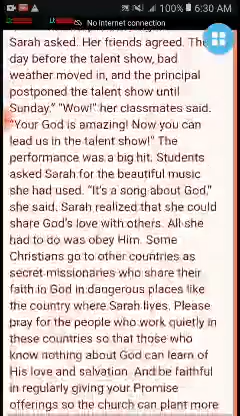 100% 6:30 AM
No Internet connection
Sarah asked. Her friends agreed. The
day before the talent show, bad
weather moved in, and the principal
postponed the talent show until
Sunday,” “Wow!” her classmates said.
“Your God is amazing! Now you can
lead us in the talent show!” The
performance was a big hit. Students
asked Sarah for the beautiful music
she had used. “It's a song about God,”
she said. Sarah realized that she could
share God's love with others. All she
had to do was obey Him. Some
Christians go to other countries as
secret missionaries who share their
faith in God in dangerous places like
the country where Sarah lives. Please
pray for the people who work quietly in
these countries so that those who
know nothing about God can learn of
His love and salvation. And be faithful
in regularly giving your Promise
offerings so the church can plant more